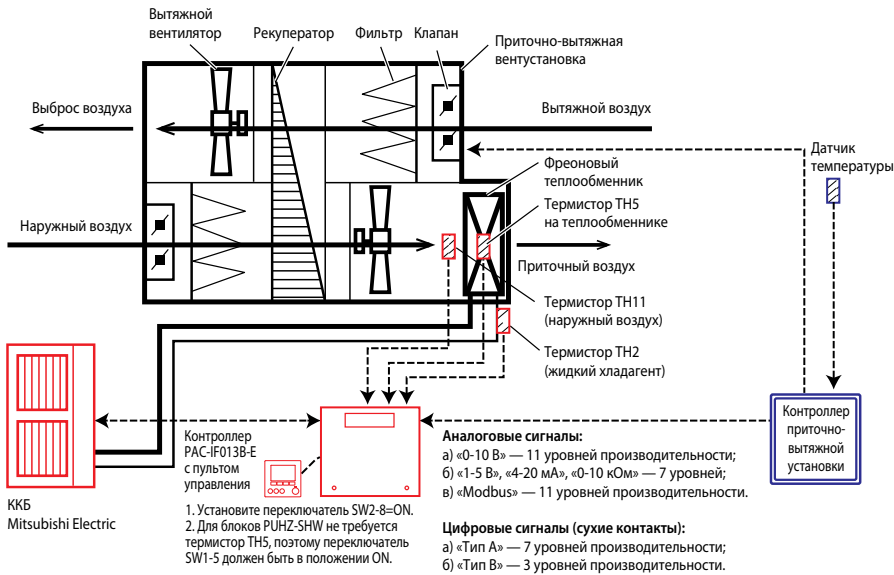 Вытяжной
вентилятор
Рекуператор
Фильтр
Клапан
Приточно-вытяжная
вентустановка
Выброс воздуха
Вытяжной воздух
Датчик
температуры
Фреоновый
теплообменник
Термистор TH5
на теплообменнике
Наружный воздух
Приточный воздух
Термистор TH11
(наружный воздух)
Термистор TH2
(жидкий хладагент)
ККБ
Mitsubishi Electric
Контроллер
PAC-IF013B-E
с пультом
управления
1. Установите переключатель SW2-8=ON.
2. Для блоков PUHZ-SHW не требуется
термистор TH5, поэтому переключатель
SW1-5 должен быть в положении ON.
Аналоговые сигналы:
а) «0-10 В» — 11 уровней производительности;
б) «1-5 В», «4-20 мА», «0-10 кОм» — 7 уровней;
в) «Modbus» — 11 уровней производительности.
Цифровые сигналы (сухие контакты):
а) «Тип А» — 7 уровней производительности;
б) «Тип В» — 3 уровней производительности.
Контроллер
приточно-
вытяжной
установки